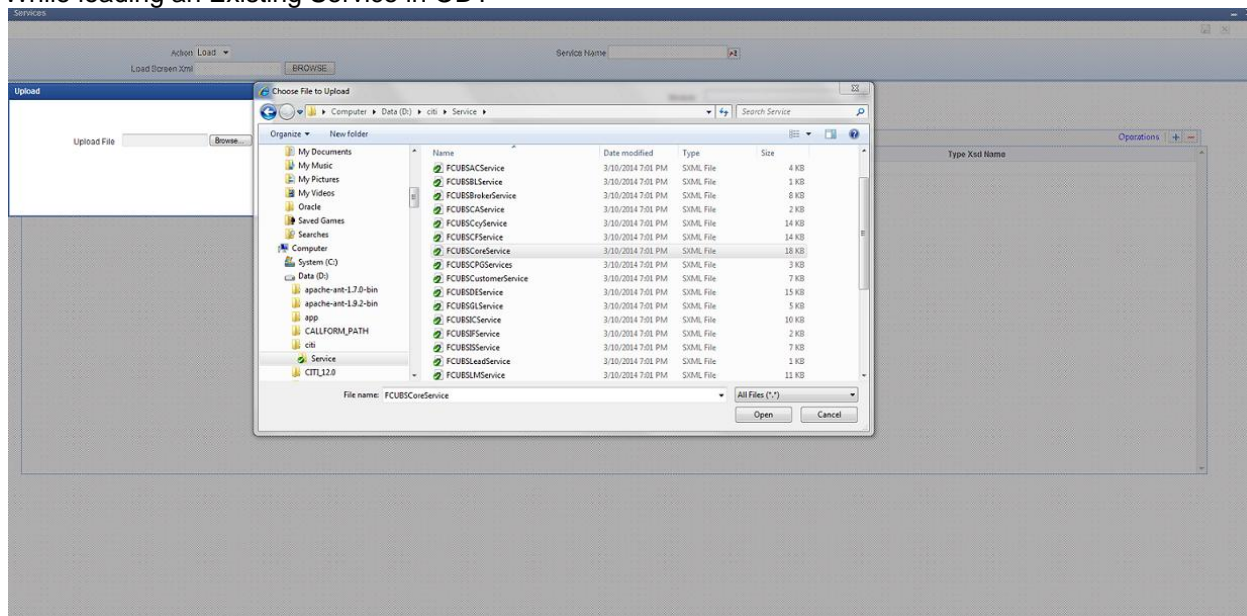 While loading an Existing Service in ODT
Services
Action Load
Service Name
Load Screen Xml BROWSE
Upload
Upload File Browse...
Choose File to Upload
Computer Data (D:) citi Service
Search Service
Organize New folder
Operations + -
My Documents
My Music
My Pictures
My Videos
Oracle
Saved Games
Searches
Computer
System (C:)
Data (D:)
apache-ant-1.7.0-bin
apache-ant-1.9.2-bin
app
CALLFORM_PATH
citi
Service
CITI_12.0
Name Date modified Type Size
FCUBSACService 3/10/2014 7:01 PM SXML File 4 KB
FCUBSBLService 3/10/2014 7:01 PM SXML File 1 KB
FCUBSBrokerService 3/10/2014 7:01 PM SXML File 8 KB
FCUBSCAService 3/10/2014 7:01 PM SXML File 2 KB
FCUBSCcyService 3/10/2014 7:01 PM SXML File 14 KB
FCUBSCFService 3/10/2014 7:01 PM SXML File 14 KB
FCUBSCoreService 3/10/2014 7:01 PM SXML File 18 KB
FCUBSCPGServices 3/10/2014 7:01 PM SXML File 3 KB
FCUBSCustomerService 3/10/2014 7:01 PM SXML File 7 KB
FCUBSDEService 3/10/2014 7:01 PM SXML File 15 KB
FCUBSGLService 3/10/2014 7:01 PM SXML File 5 KB
FCUBSICService 3/10/2014 7:01 PM SXML File 10 KB
FCUBSIFService 3/10/2014 7:01 PM SXML File 2 KB
FCUBSISService 3/10/2014 7:01 PM SXML File 7 KB
FCUBSLeadService 3/10/2014 7:01 PM SXML File 1 KB
FCUBSLMService 3/10/2014 7:01 PM SXML File 11 KB
Type Xsd Name
File name: FCUBSCoreService All Files (*.*)
Open Cancel